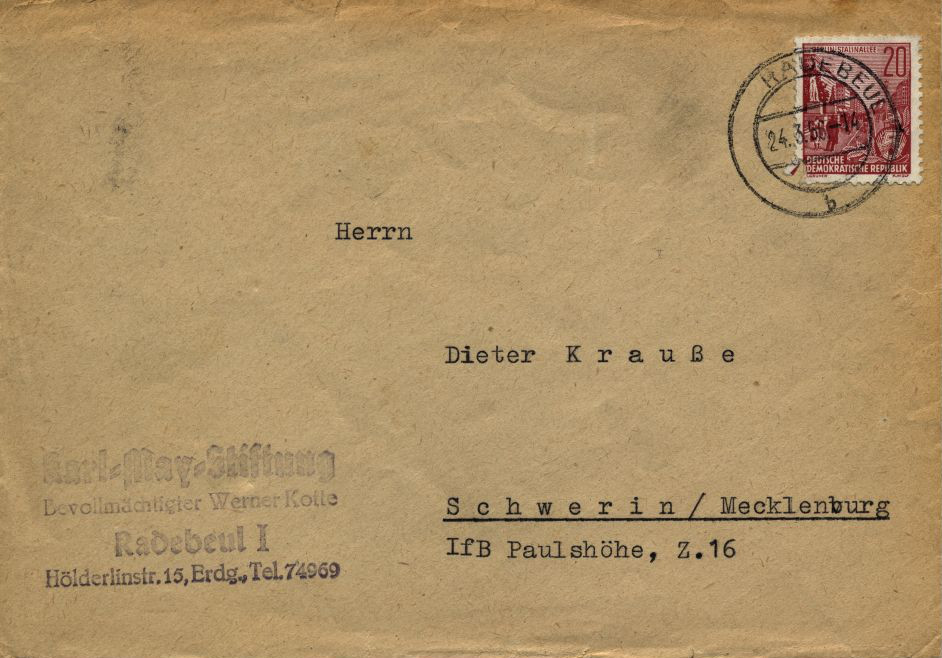 BERLIN STALINALLEE
20
RADEBEUL
24.3.60-14
DEUTSCHE
DEMOKRATISCHE REPUBLIK
b
Herrn
Dieter K r a u ß e
S c h w e r i n / Mecklenburg
IfB Paulshöhe, Z.16
Karl-May-Stiftung
Bevollmächtigter Werner Kotte
Radebeul I
Hölderlinstr. 15, Erdg., Tel. 74969